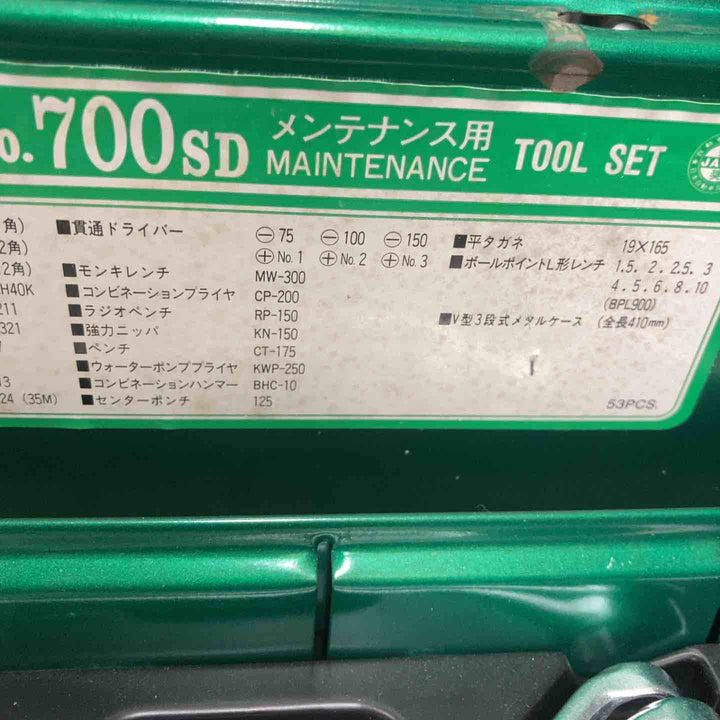 o. 700SD メンテナンス用 MAINTENANCE TOOL SET
角)
2角)
2角)
H40K
211
321
13
24 (35M)
■貫通ドライバー ⊖ 75 ⊖ 100 ⊖ 150
⊕ No. 1 ⊕ No. 2 ⊕ No. 3
■モンキレンチ MW-300
■コンビネーションプライヤ CP-200
■ラジオペンチ RP-150
■強力ニッパ KN-150
■ペンチ CT-175
■ウォーターポンププライヤ KWP-250
■コンビネーションハンマー BHC-10
■センターポンチ 125
■平タガネ 19×165
■ボールポイントL形レンチ 1.5. 2. 2.5. 3
4. 5. 6. 8. 10
(BPL900)
■V型3段式メタルケース (全長410mm)
53PCS.